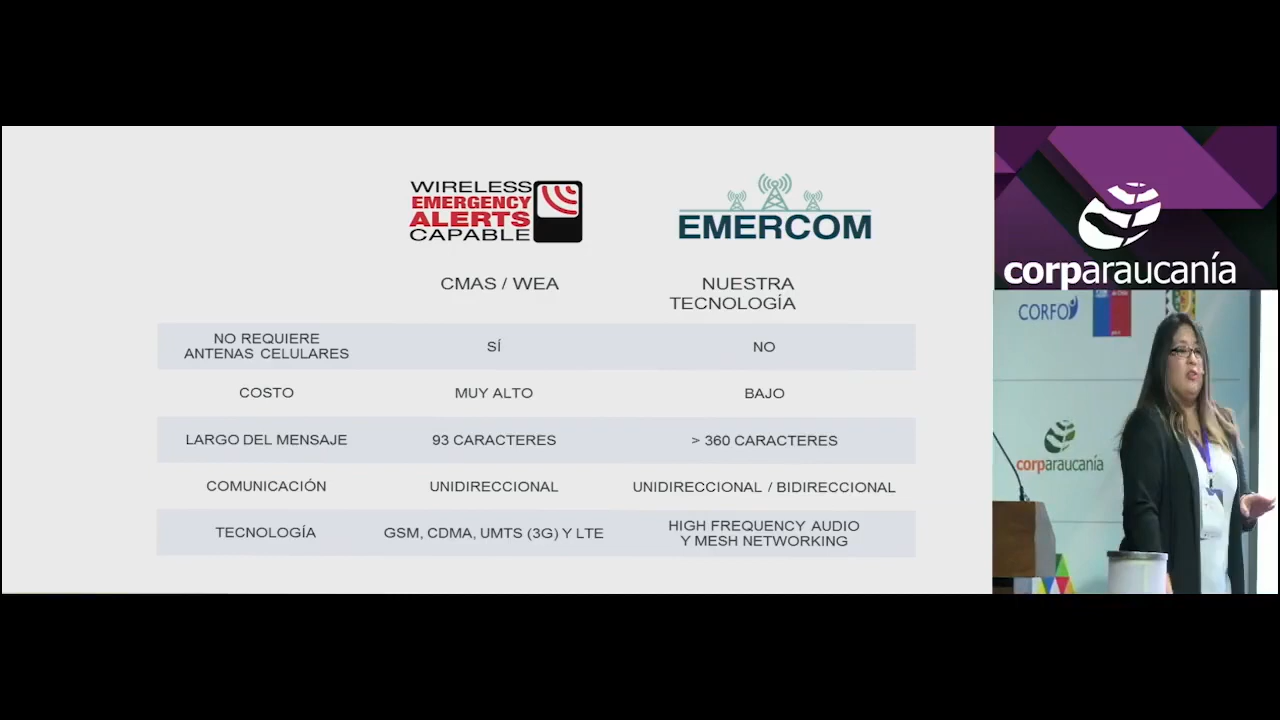 WIRELESS
EMERGENCY
ALERTS
CAPABLE
EMERCOM
CMAS / WEA
NUESTRA
TECNOLOGÍA
NO REQUIERE
ANTENAS CELULARES
SÍ
NO
COSTO
MUY ALTO
BAJO
LARGO DEL MENSAJE
93 CARACTERES
> 360 CARACTERES
COMUNICACIÓN
UNIDIRECCIONAL
UNIDIRECCIONAL / BIDIRECCIONAL
TECNOLOGÍA
GSM, CDMA, UMTS (3G) Y LTE
HIGH FREQUENCY AUDIO
Y MESH NETWORKING
corparaucanía
CORFO
corparaucanía